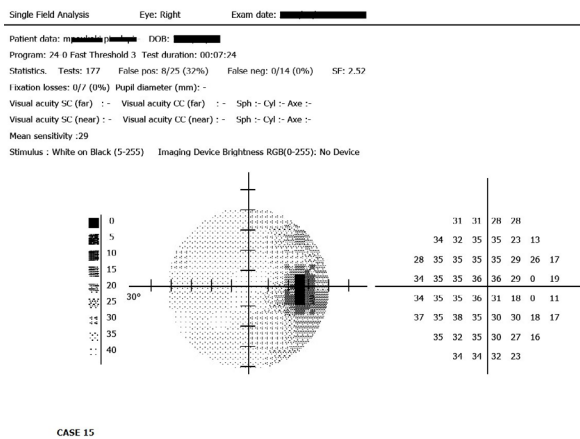 Single Field Analysis Eye: Right Exam date:
Patient data: DOB:
Program: 24 0 Fast Threshold 3 Test duration: 00:07:24
Statistics. Tests: 177 False pos: 8/25 (32%) False neg: 0/14 (0%) SF: 2.52
Fixation losses: 0/7 (0%) Pupil diameter (mm): -
Visual acuity SC (far) : - Visual acuity CC (far) : - Sph :- Cyl :- Axe :-
Visual acuity SC (near) : - Visual acuity CC (near) : - Sph :- Cyl :- Axe :-
Mean sensitivity :29
Stimulus : White on Black (5-255) Imaging Device Brightness RGB(0-255): No Device
0
5
10
15
20
25
30
35
40
30º
31 31 28 28
34 32 35 35 23 13
28 35 35 35 35 29 26 17
34 35 35 36 36 29 0 19
34 35 35 36 31 18 0 11
37 35 38 35 30 30 18 17
35 32 35 30 27 16
34 34 32 23
CASE 15